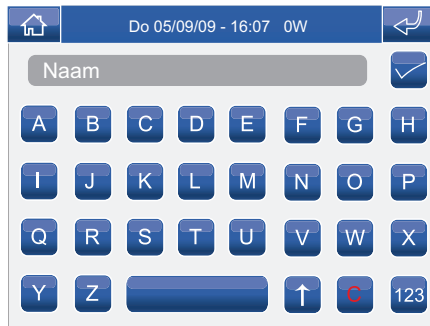 Do 05/09/09 - 16:07 0W
Naam
A B C D E F G H
I J K L M N O P
Q R S T U V W X
Y Z ↑ C 123